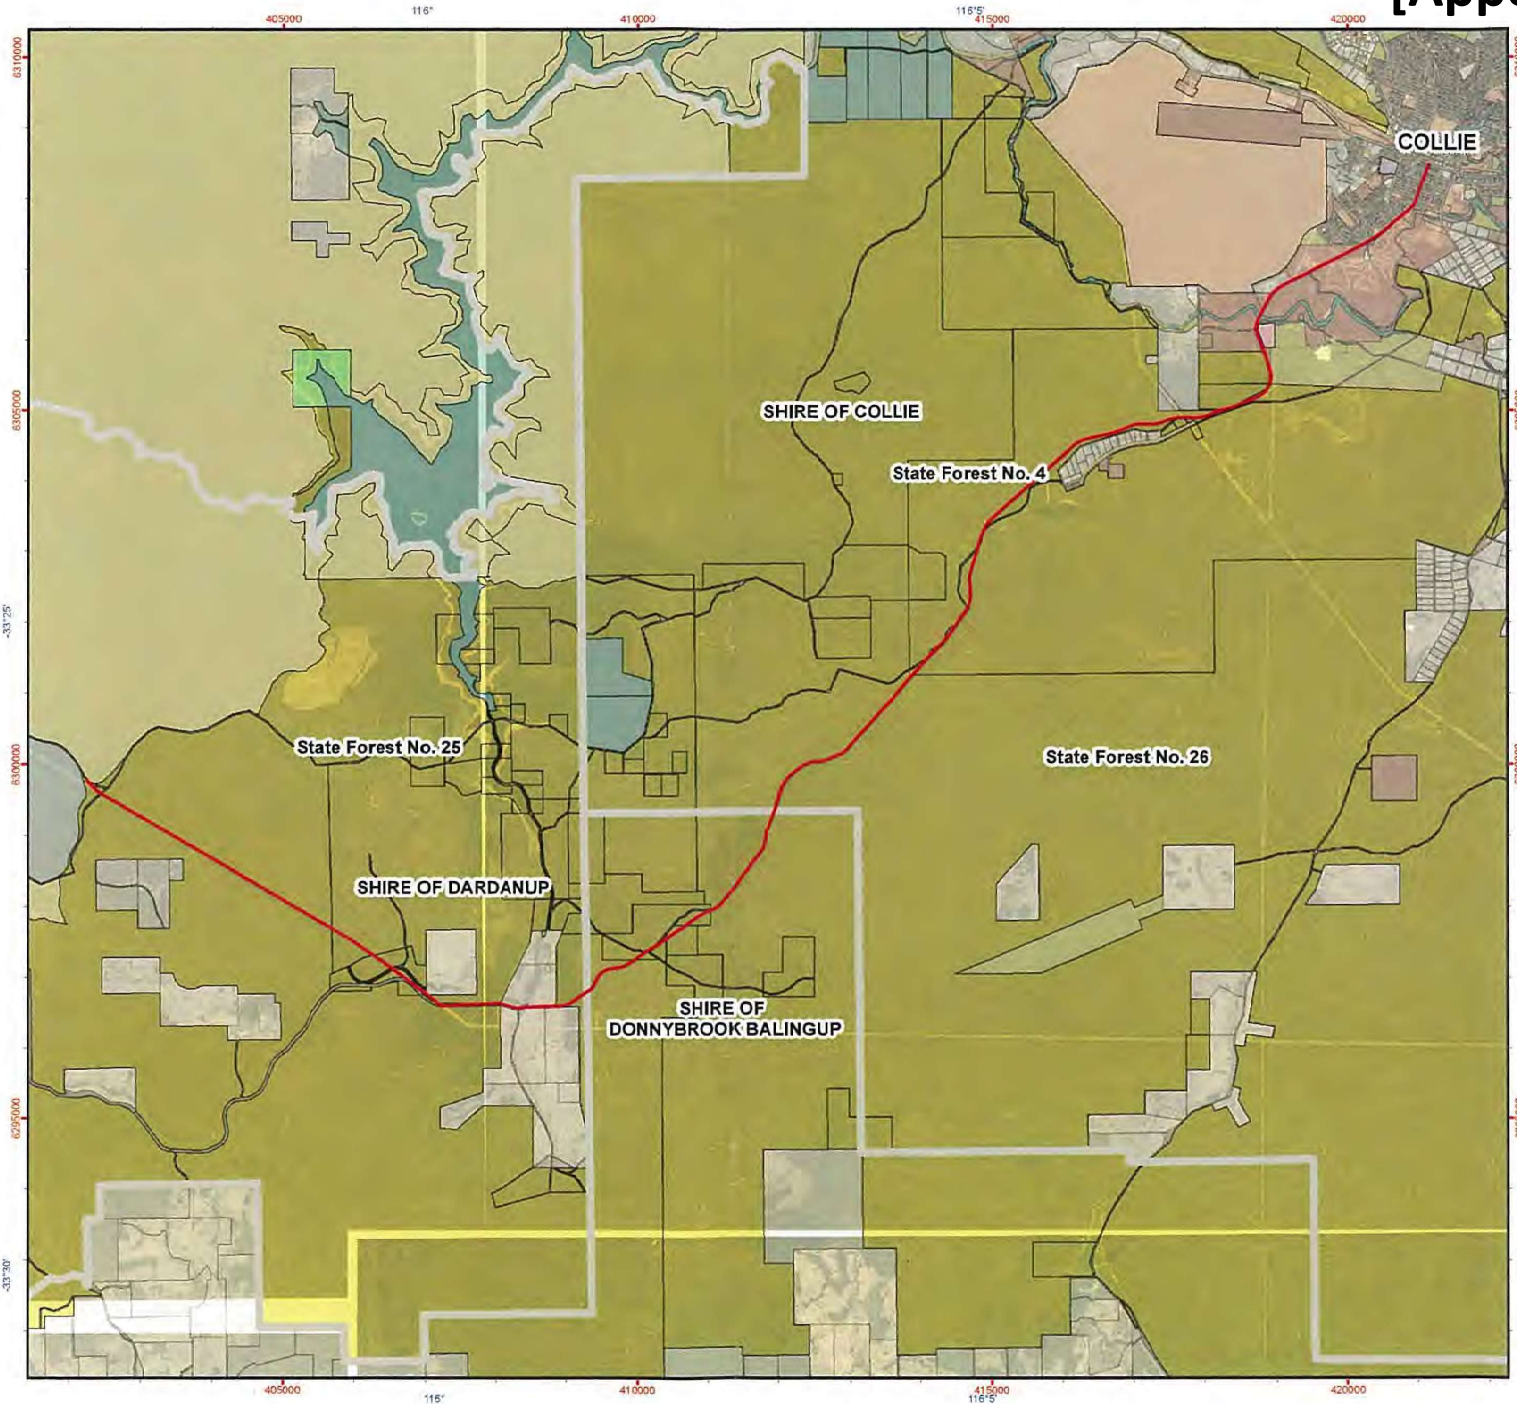 [Appe
405000
116°
410000
115°5'
415000
420000
6310000
COLLIE
SHIRE OF COLLIE
State Forest No. 4
6305000
-33°25'
State Forest No. 25
State Forest No. 26
6300000
SHIRE OF DARDANUP
SHIRE OF
DONNYBROOK BALINGUP
6295000
-33°30'
405000
115°
410000
415000
116°5'
420000